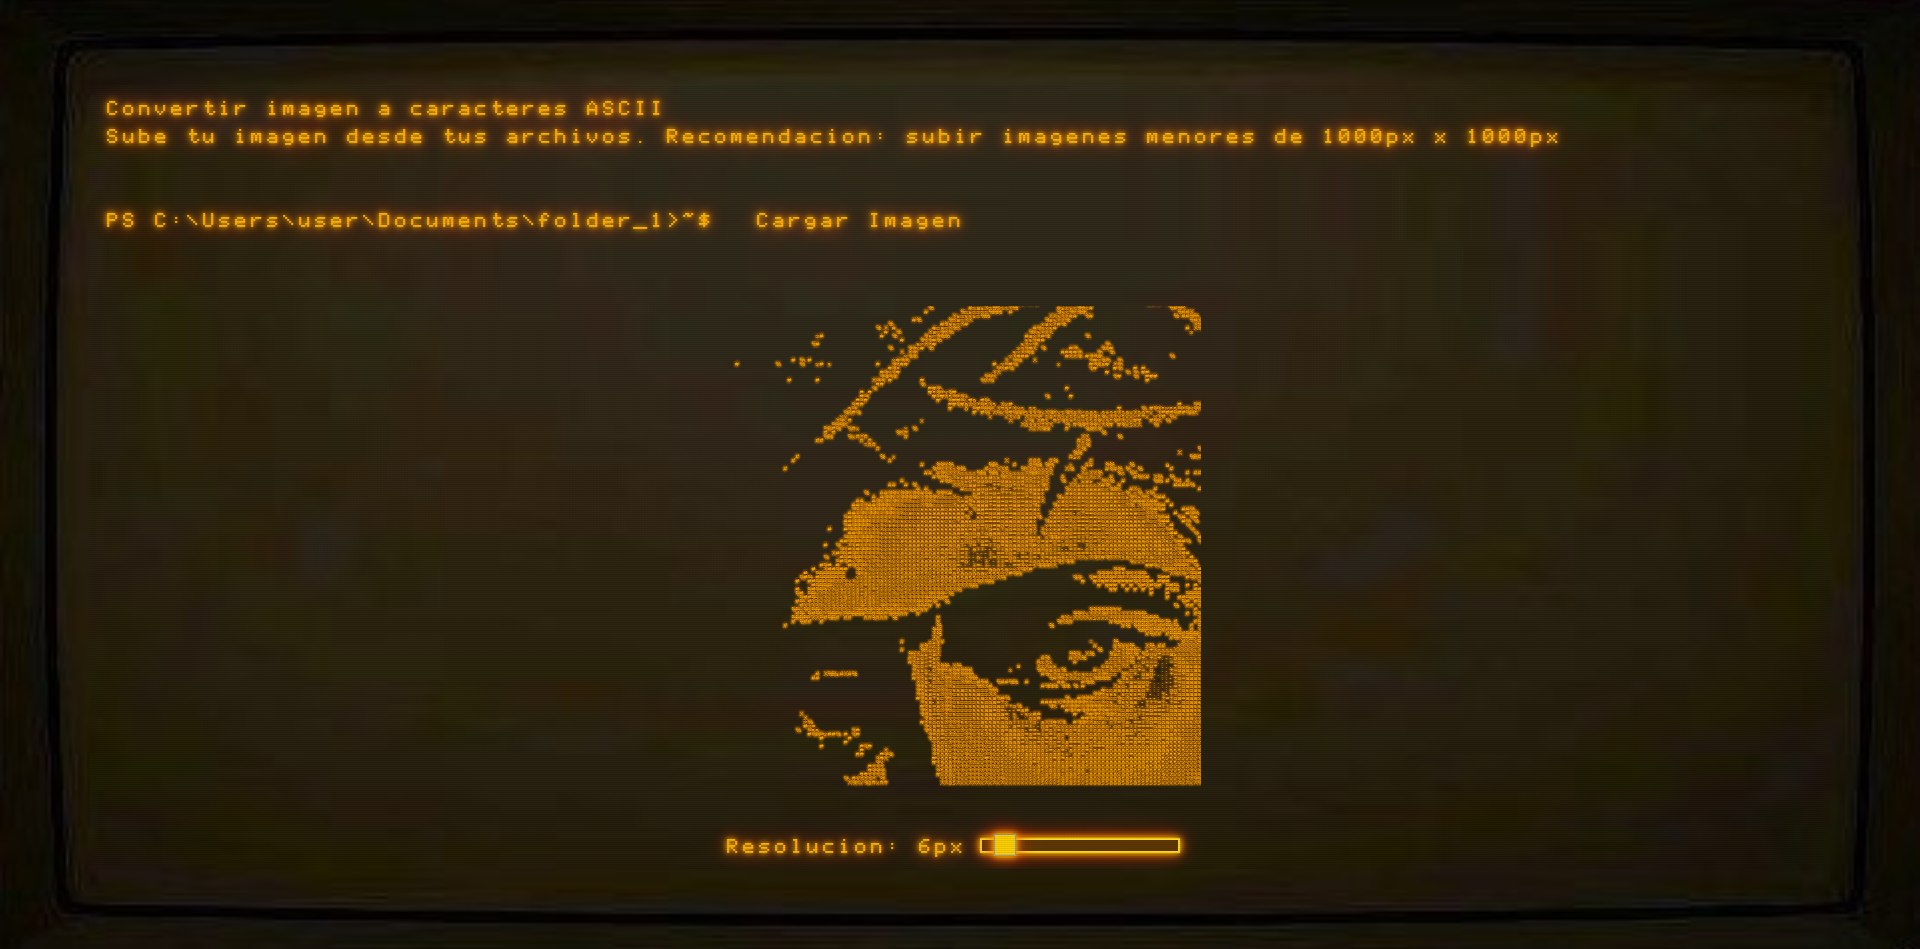 Convertir imagen a caracteres ASCII
Sube tu imagen desde tus archivos. Recomendacion: subir imagenes menores de 1000px x 1000px
PS C:\Users\user\Documents\folder_1>~$ Cargar Imagen
Resolucion: 6px